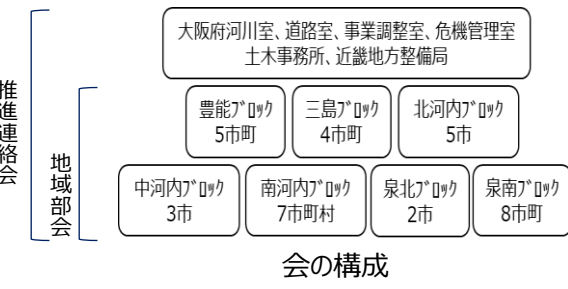 大阪府河川室、道路室、事業調整室、危機管理室
土木事務所、近畿地方整備局
推進連絡会
地域部会
豊能ﾌﾞﾛｯｸ
5市町
三島ﾌﾞﾛｯｸ
4市町
北河内ﾌﾞﾛｯｸ
5市
中河内ﾌﾞﾛｯｸ
3市
南河内ﾌﾞﾛｯｸ
7市町村
泉北ﾌﾞﾛｯｸ
2市
泉南ﾌﾞﾛｯｸ
8市町
会の構成